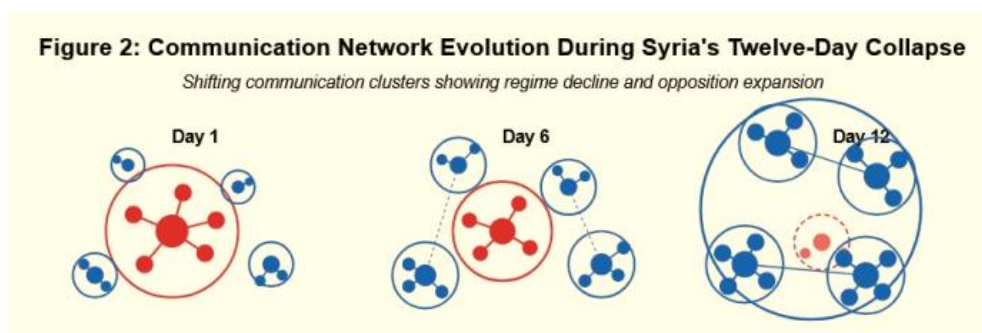 Figure 2: Communication Network Evolution During Syria's Twelve-Day Collapse
Shifting communication clusters showing regime decline and opposition expansion
Day 1
Day 6
Day 12